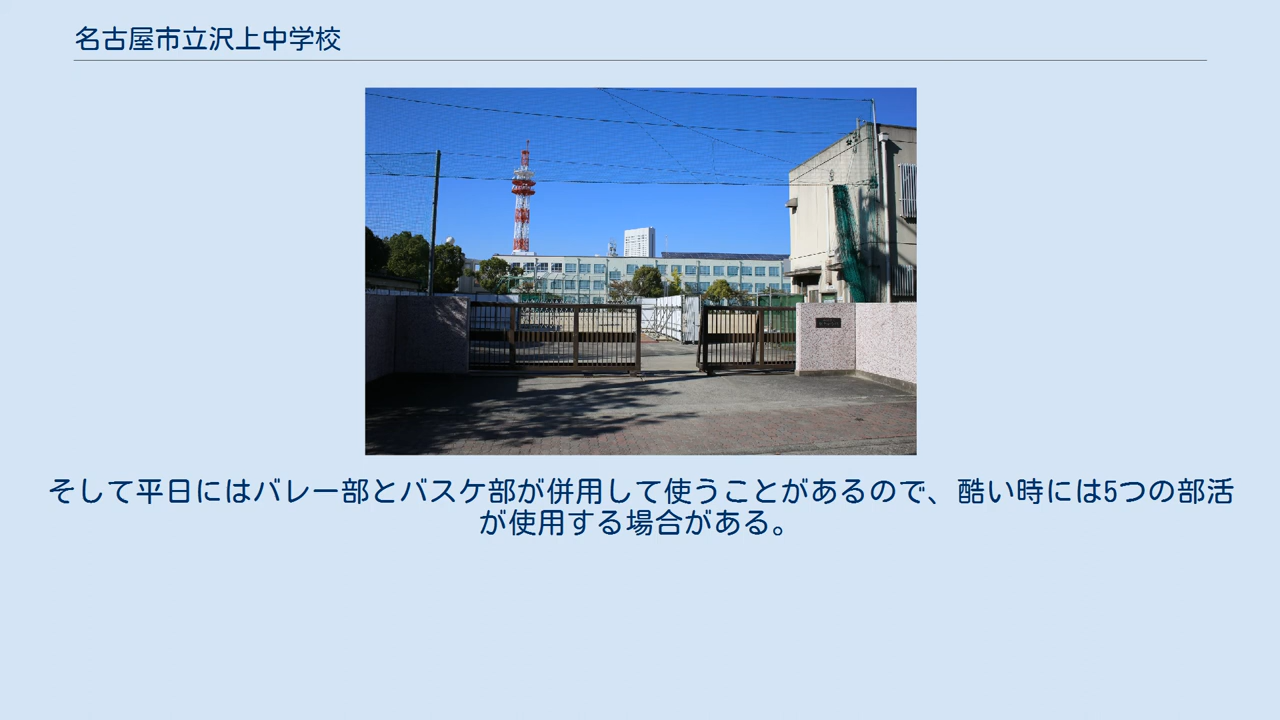 名古屋市立沢上中学校
そして平日にはバレー部とバスケ部が併用して使うことがあるので、酷い時には5つの部活
が使用する場合がある。